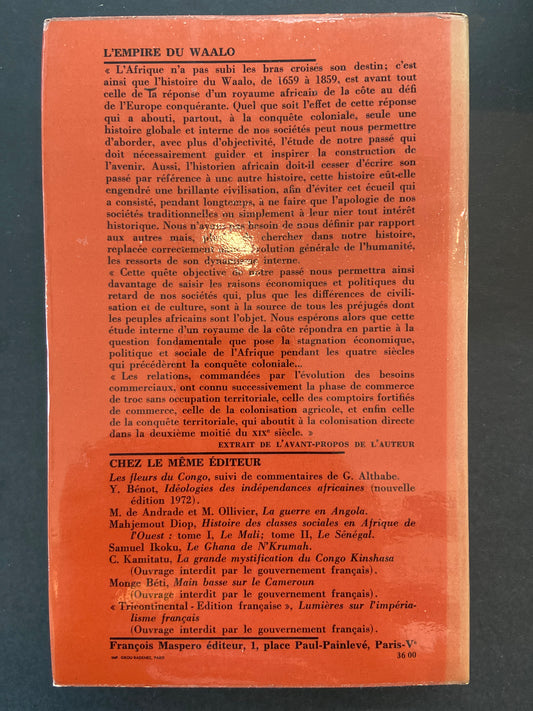 L'EMPIRE DU WAALO
« L'Afrique n'a pas subi les bras croisés son destin; c'est
ainsi que l'histoire du Waalo, de 1659 à 1859, est avant tout
celle de la réponse d'un royaume africain de la côte au défi
de l'Europe conquérante. Quel que soit l'effet de cette réponse
qui a abouti, partout, à la conquête coloniale, seule une
histoire globale et interne de nos sociétés peut nous permettre
d'aborder, avec plus d'objectivité, l'étude de notre passé qui
doit nécessairement guider et inspirer la construction de
l'avenir. Aussi, l'historien africain doit-il cesser d'écrire son
passé par référence à une autre histoire, cette histoire eût-elle
engendré une brillante civilisation, afin d'éviter cet écueil qui
a consisté, pendant longtemps, à ne faire que l'apologie de nos
sociétés traditionnelles ou simplement à leur nier tout intérêt
historique. Nous n'avons pas besoin de nous définir par rapport
aux autres mais, chercher dans notre histoire,
replacée correctement dans l'évolution générale de l'humanité,
les ressorts de son dynamisme interne.
« Cette quête objective de notre passé nous permettra ainsi
davantage de saisir les raisons économiques et politiques du
retard de nos sociétés qui, plus que les différences de civili-
sation et de culture, sont à la source de tous les préjugés dont
les peuples africains sont l'objet. Nous espérons alors que cette
étude interne d'un royaume de la côte répondra en partie à la
question fondamentale que pose la stagnation économique,
politique et sociale de l'Afrique pendant les quatre siècles
qui précédèrent la conquête coloniale...
« Les relations, commandées par l'évolution des besoins
commerciaux, ont connu successivement la phase de commerce
de troc sans occupation territoriale, celle des comptoirs fortifiés
de commerce, celle de la colonisation agricole, et enfin celle
de la conquête territoriale, qui aboutit à la colonisation directe
dans la deuxième moitié du XIXe siècle. »
EXTRAIT DE L'AVANT-PROPOS DE L'AUTEUR
CHEZ LE MÊME ÉDITEUR
Les fleurs du Congo, suivi de commentaires de G. Althabe.
Y. Bénot, Idéologies des indépendances africaines (nouvelle
édition 1972).
M. de Andrade et M. Ollivier, La guerre en Angola.
Mahjemout Diop, Histoire des classes sociales en Afrique de
l'Ouest : tome I, Le Mali; tome II, Le Sénégal.
Samuel Ikoku, Le Ghana de N'Krumah.
C. Kamitatu, La grande mystification du Congo Kinshasa
(Ouvrage interdit par le gouvernement français).
Mongo Béti, Main basse sur le Cameroun
(Ouvrage interdit par le gouvernement français).
« Tricontinental - Edition française », Lumières sur l'impéria-
lisme français
(Ouvrage interdit par le gouvernement français).
François Maspero éditeur, 1, place Paul-Painlevé, Paris-Ve
IMP. GROU-RADENEZ, PARIS
36 00